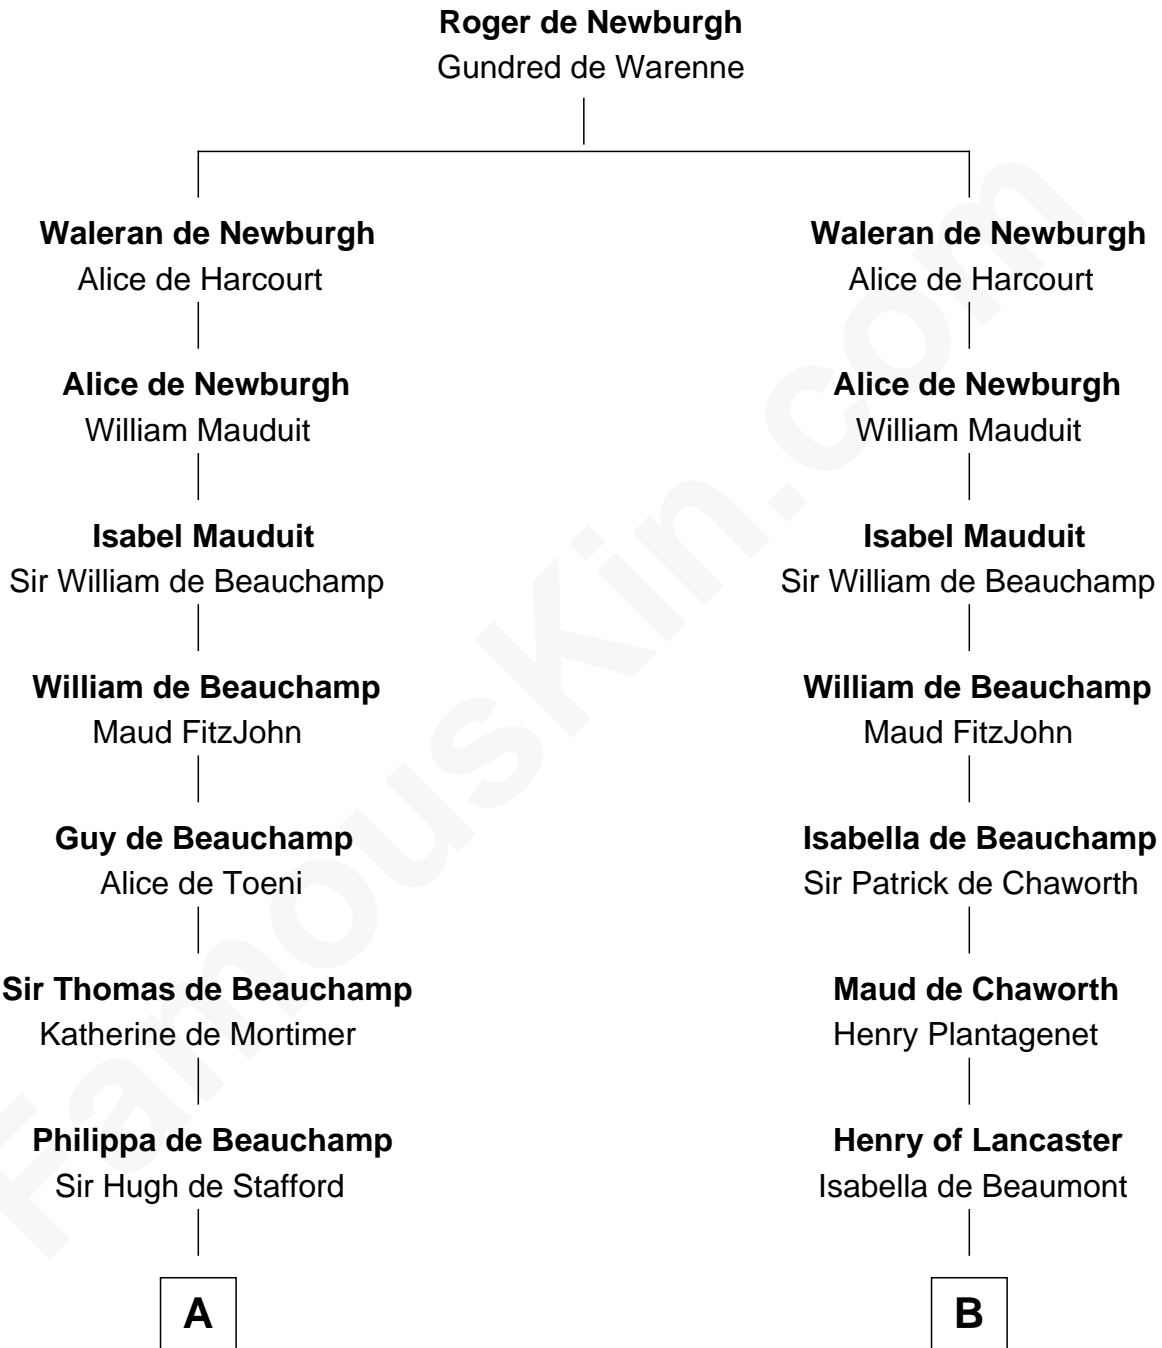 Roger de Newburgh
Gundred de Warenne
Waleran de Newburgh
Alice de Harcourt
Alice de Newburgh
William Mauduit
Isabel Mauduit
Sir William de Beauchamp
William de Beauchamp
Maud FitzJohn
Guy de Beauchamp
Alice de Toeni
Sir Thomas de Beauchamp
Katherine de Mortimer
Philippa de Beauchamp
Sir Hugh de Stafford
A
Waleran de Newburgh
Alice de Harcourt
Alice de Newburgh
William Mauduit
Isabel Mauduit
Sir William de Beauchamp
William de Beauchamp
Maud FitzJohn
Isabella de Beauchamp
Sir Patrick de Chaworth
Maud de Chaworth
Henry Plantagenet
Henry of Lancaster
Isabella de Beaumont
B
FamousKin.com